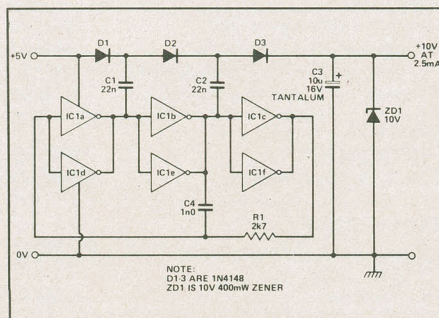 D1
D2
D3
+5V
+10V
AT
2.5mA
C1
22n
C2
22n
C3
10u
16V
TANTALUM
+
ZD1
10V
IC1a
IC1b
IC1c
IC1d
IC1e
IC1f
C4
1n0
R1
2k7
0V
NOTE:
D1-3 ARE 1N4148
ZD1 IS 10V 400mW ZENER